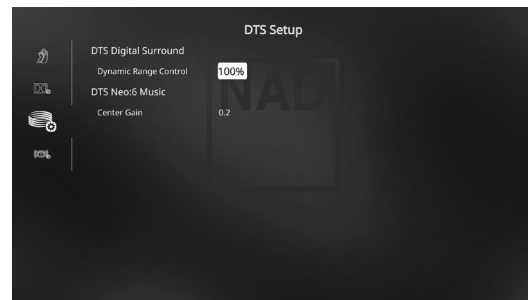 DTS Setup
DTS Digital Surround
Dynamic Range Control 100%
DTS Neo:6 Music
Center Gain 0.2
NAD